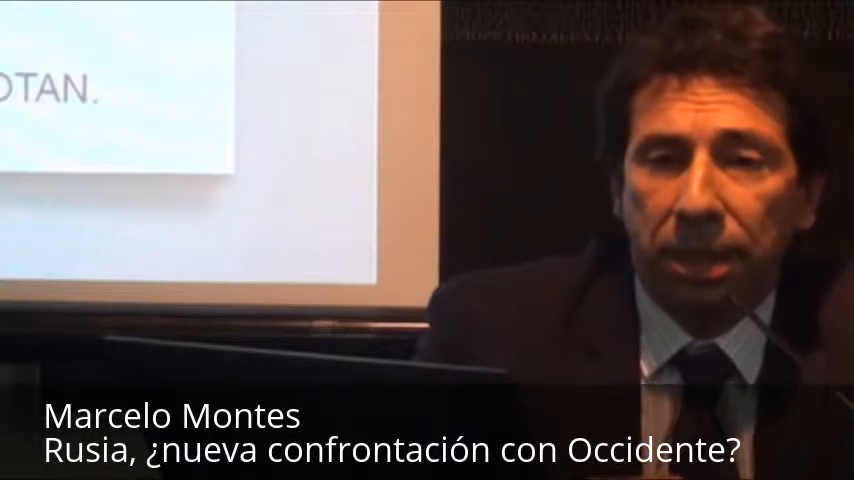 OTAN.
Marcelo Montes
Rusia, ¿nueva confrontación con Occidente?